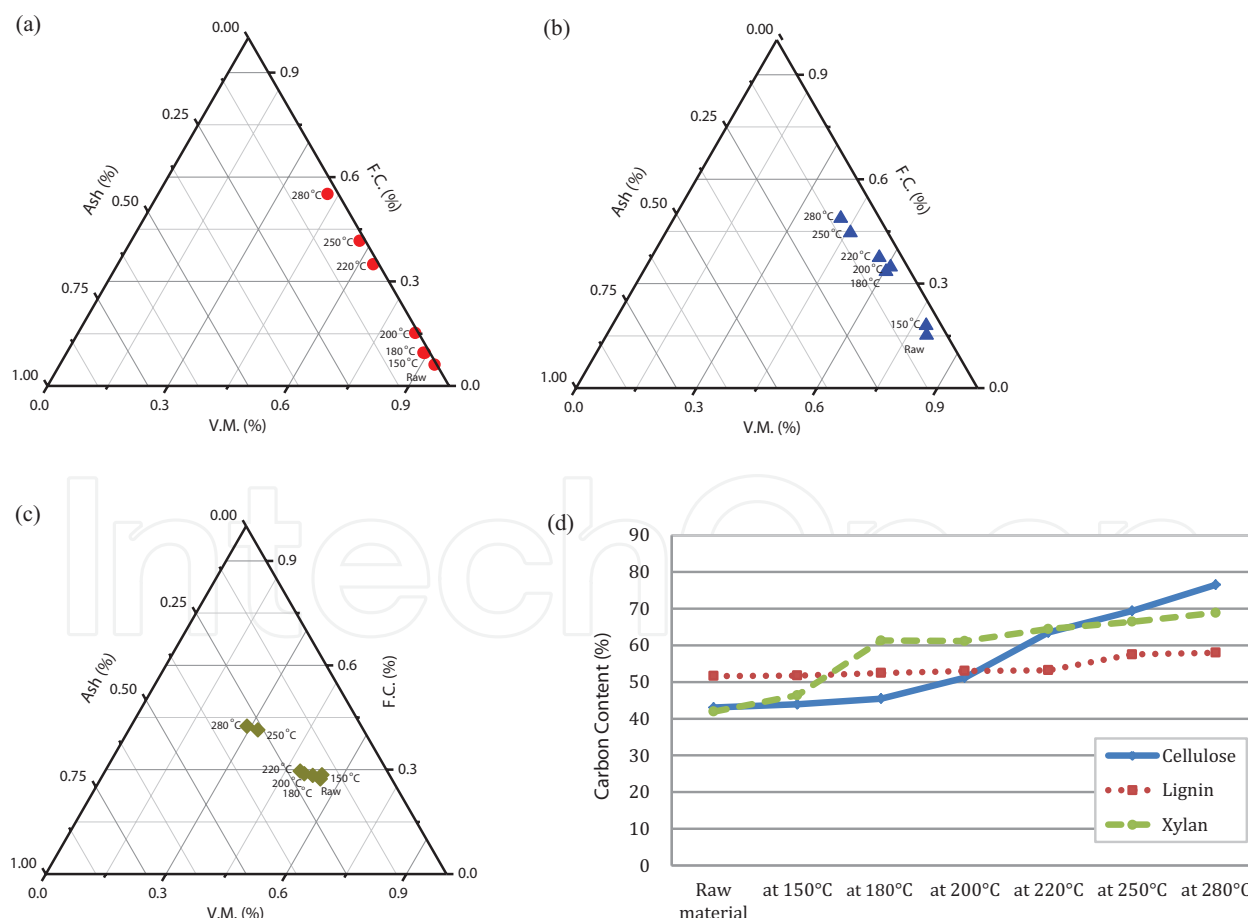 (a)
0.00
0.9
0.25
Ash (%)
F.C. (%)
0.6
280°C
0.50
250°C
220°C
0.3
0.75
200°C
180°C
150°C
Raw
1.00
0.0
0.0
0.3
0.6
0.9
V.M. (%)
(b)
0.00
0.9
0.25
Ash (%)
F.C. (%)
0.6
0.50
280°C
250°C
220°C
200°C
180°C
0.3
0.75
150°C
Raw
1.00
0.0
0.0
0.3
0.6
0.9
V.M. (%)
IntechOpen
(c)
0.00
0.9
0.25
Ash (%)
F.C. (%)
0.6
0.50
280°C
250°C
220°C
0.3
150°C
200°C
Raw
180°C
0.75
1.00
0.0
0.0
0.3
0.6
0.9
V.M. (%)
(d)
Carbon Content (%)
90
80
70
60
50
40
30
20
10
0
Cellulose
Lignin
Xylan
Raw material
at 150°C
at 180°C
at 200°C
at 220°C
at 250°C
at 280°C